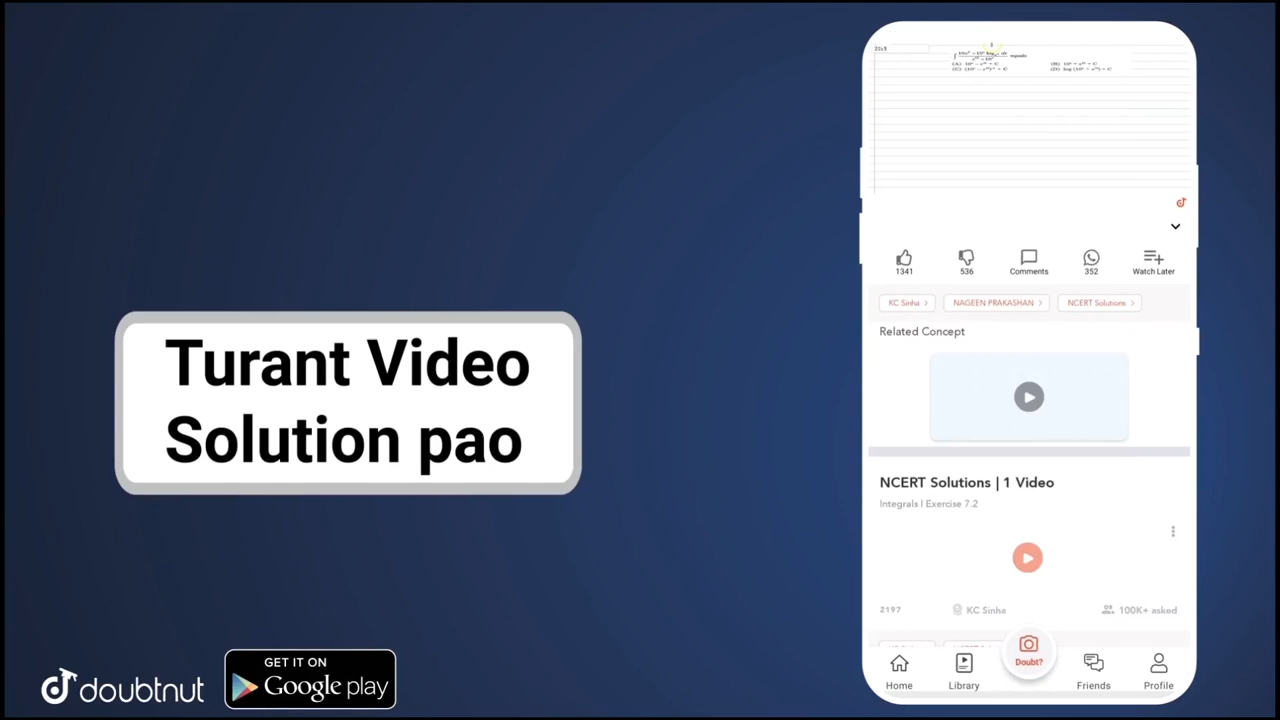 Turant Video
Solution pao
doubtnut
GET IT ON
Google play
1341
536
Comments
352
Watch Later
KC Sinha
NAGEEN PRAKASHAN
NCERT Solutions
Related Concept
NCERT Solutions | 1 Video
Integrals | Exercise 7.2
2197
KC Sinha
100K+ asked
Doubt?
Home
Library
Friends
Profile